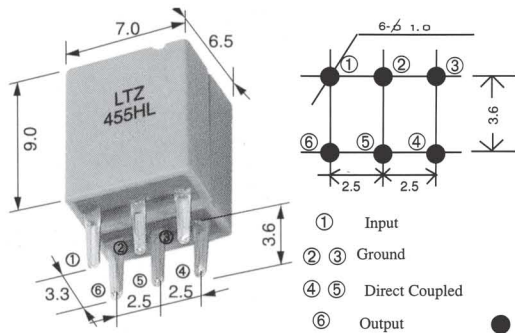 7.0
6.5
LTZ
455HL
9.0
① ② ③
3.6
3.3
⑥ ⑤ ④
2.5 2.5
6-ϕ 1.0
① ② ③
3.6
⑥ ⑤ ④
2.5 2.5
① Input
② ③ Ground
④ ⑤ Direct Coupled
⑥ Output